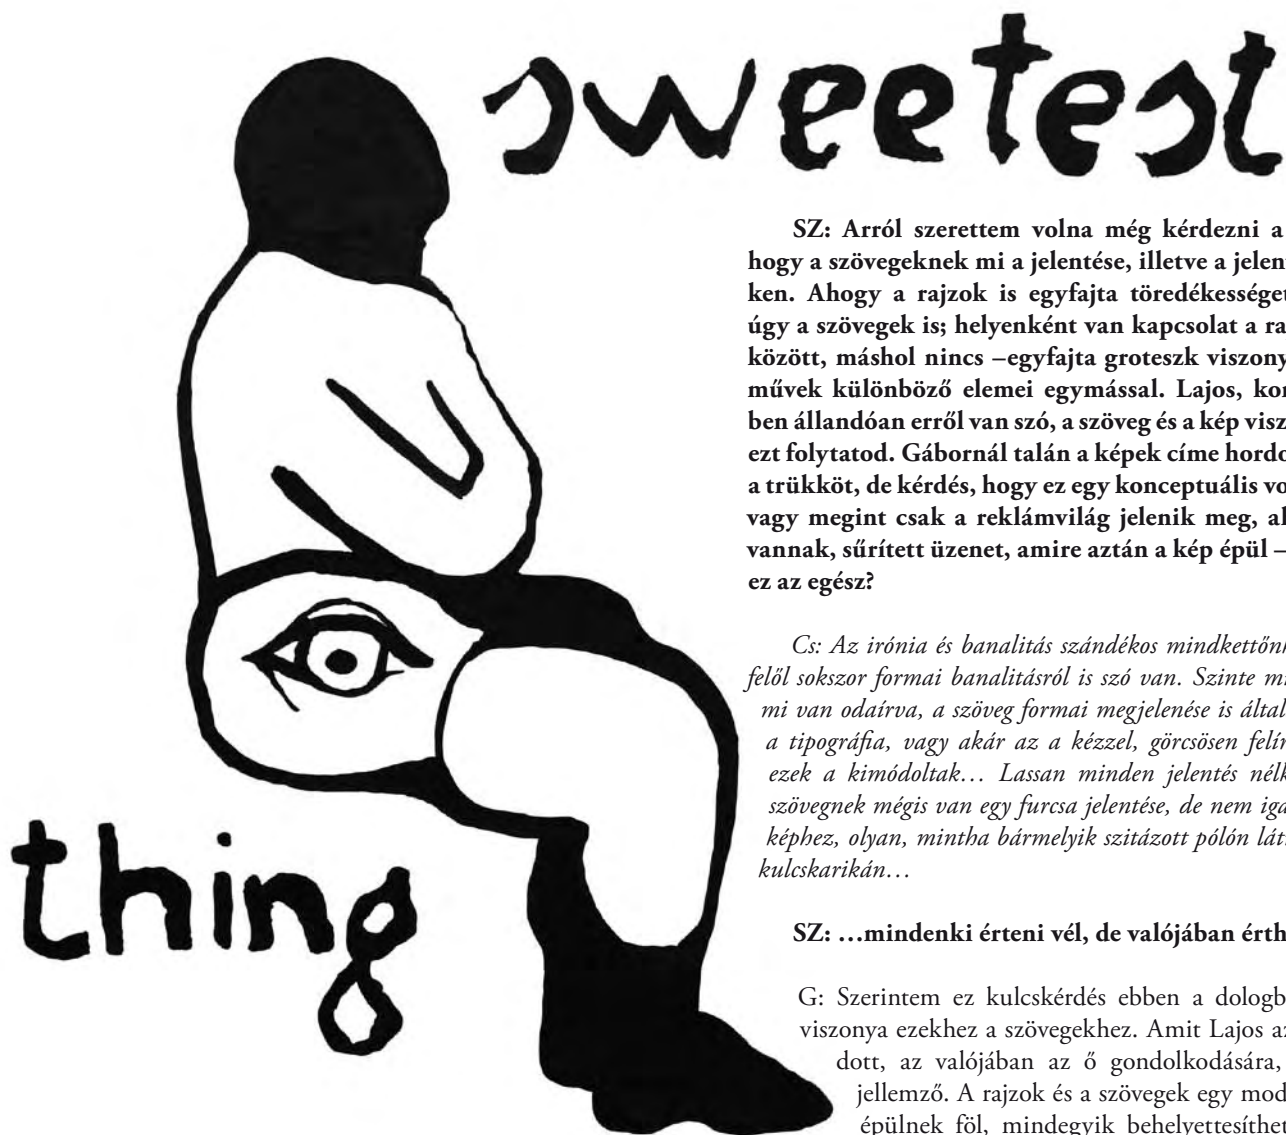 sweetest
SZ: Arról szerettem volna még kérdezni a
hogy a szövegeknek mi a jelentése, illetve a jelen
ken. Ahogy a rajzok is egyfajta töredékességet
úgy a szövegek is; helyenként van kapcsolat a ra
között, máshol nincs –egyfajta groteszk viszony
művek különböző elemei egymással. Lajos, kor
ben állandóan erről van szó, a szöveg és a kép visz
ezt folytatod. Gábornál talán a képek címe hordo
a trükköt, de kérdés, hogy ez egy konceptuális vo
vagy megint csak a reklámvilág jelenik meg, al
vannak, sűrített üzenet, amire aztán a kép épül –
ez az egész?
Cs: Az irónia és banalitás szándékos mindkettőn
felől sokszor formai banalitásról is szó van. Szinte m
mi van odaírva, a szöveg formai megjelenése is által
a tipográfia, vagy akár az a kézzel, görcsösen felír
ezek a kimódoltak… Lassan minden jelentés nélk
szövegnek mégis van egy furcsa jelentése, de nem iga
képhez, olyan, mintha bármelyik szitázott pólón lát
kulcskarikán…
thing
SZ: …mindenki érteni vél, de valójában érth
G: Szerintem ez kulcskérdés ebben a dologb
viszonya ezekhez a szövegekhez. Amit Lajos az
dott, az valójában az ő gondolkodására,
jellemző. A rajzok és a szövegek egy mod
épülnek föl, mindegyik behelyettesíthet